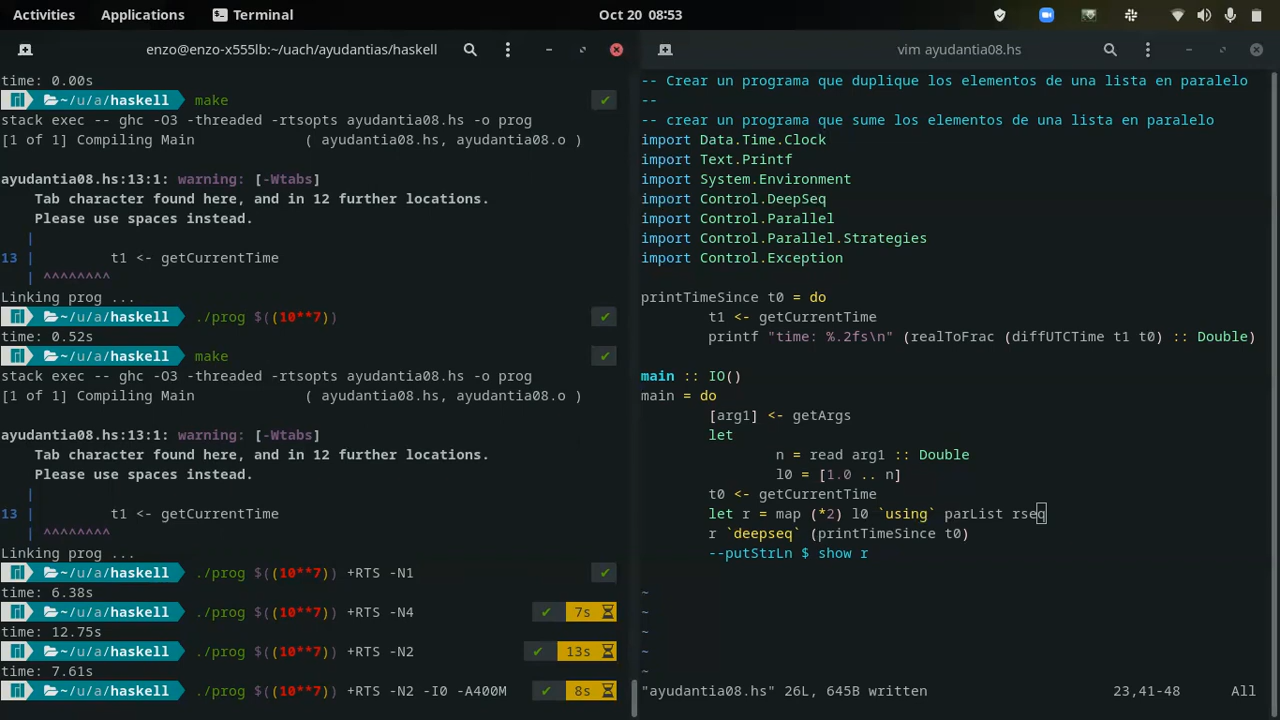 Activities Applications Terminal Oct 20 08:53
enzo@enzo-x555lb:~/uach/ayudantias/haskell
time: 0.00s
~/u/a/haskell make
stack exec -- ghc -O3 -threaded -rtsopts ayudantia08.hs -o prog
[1 of 1] Compiling Main ( ayudantia08.hs, ayudantia08.o )
ayudantia08.hs:13:1: warning: [-Wtabs]
Tab character found here, and in 12 further locations.
Please use spaces instead.
|
13 | t1 <- getCurrentTime
| ^^^^^^^^
Linking prog ...
~/u/a/haskell ./prog $((10**7))
time: 0.52s
~/u/a/haskell make
stack exec -- ghc -O3 -threaded -rtsopts ayudantia08.hs -o prog
[1 of 1] Compiling Main ( ayudantia08.hs, ayudantia08.o )
ayudantia08.hs:13:1: warning: [-Wtabs]
Tab character found here, and in 12 further locations.
Please use spaces instead.
|
13 | t1 <- getCurrentTime
| ^^^^^^^^
Linking prog ...
~/u/a/haskell ./prog $((10**7)) +RTS -N1
time: 6.38s
~/u/a/haskell ./prog $((10**7)) +RTS -N4 7s
time: 12.75s
~/u/a/haskell ./prog $((10**7)) +RTS -N2 13s
time: 7.61s
~/u/a/haskell ./prog $((10**7)) +RTS -N2 -I0 -A400M 8s
vim ayudantia08.hs
-- Crear un programa que duplique los elementos de una lista en paralelo
--
-- crear un programa que sume los elementos de una lista en paralelo
import Data.Time.Clock
import Text.Printf
import System.Environment
import Control.DeepSeq
import Control.Parallel
import Control.Parallel.Strategies
import Control.Exception
printTimeSince t0 = do
t1 <- getCurrentTime
printf "time: %.2fs\n" (realToFrac (diffUTCTime t1 t0) :: Double)
main :: IO()
main = do
[arg1] <- getArgs
let
n = read arg1 :: Double
l0 = [1.0 .. n]
t0 <- getCurrentTime
let r = map (*2) l0 `using` parList rseq
r `deepseq` (printTimeSince t0)
--putStrLn $ show r
~
~
~
~
~
"ayudantia08.hs" 26L, 645B written 23,41-48 All